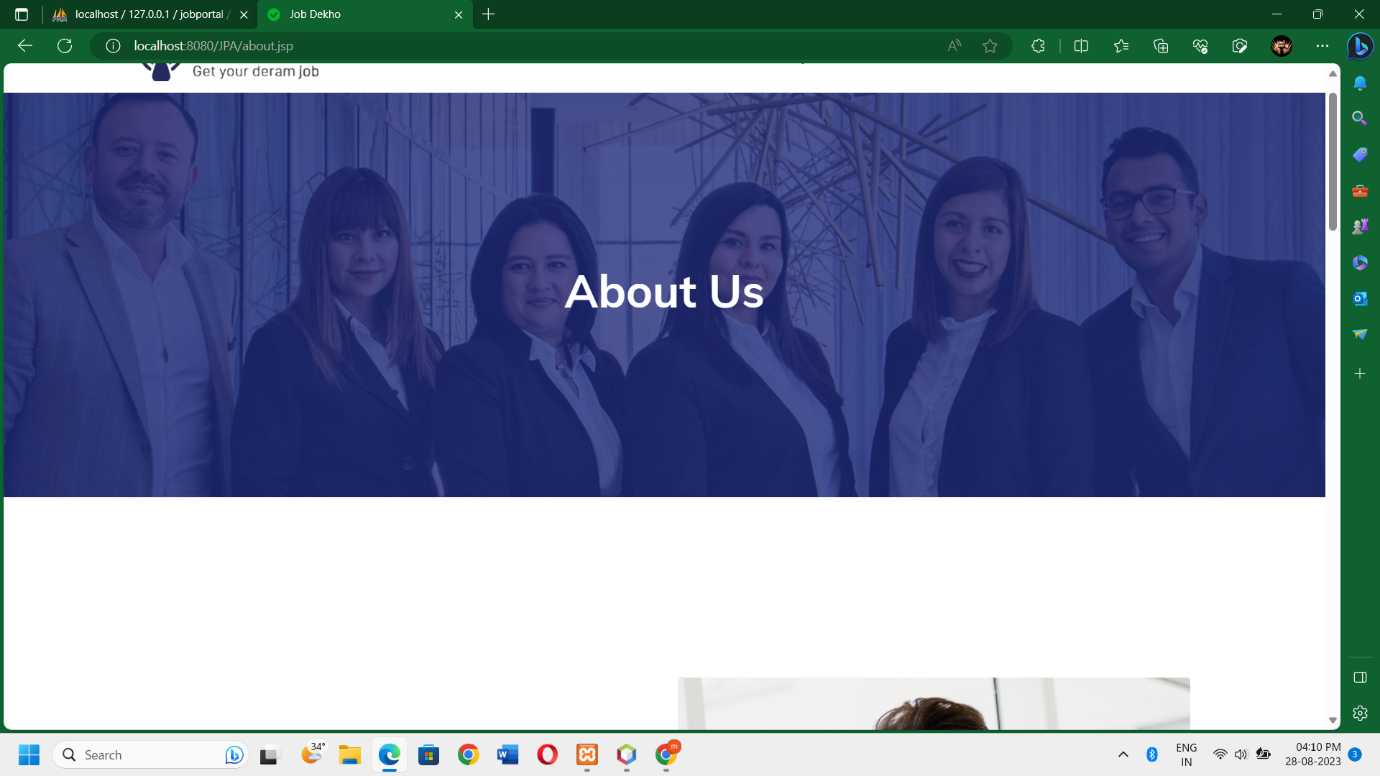 localhost / 127.0.0.1 / jobportal /
Job Dekho
localhost:8080/JPA/about.jsp
Get your deram job
About Us
34°
Search
m
ENG
IN
04:10 PM
28-08-2023
3